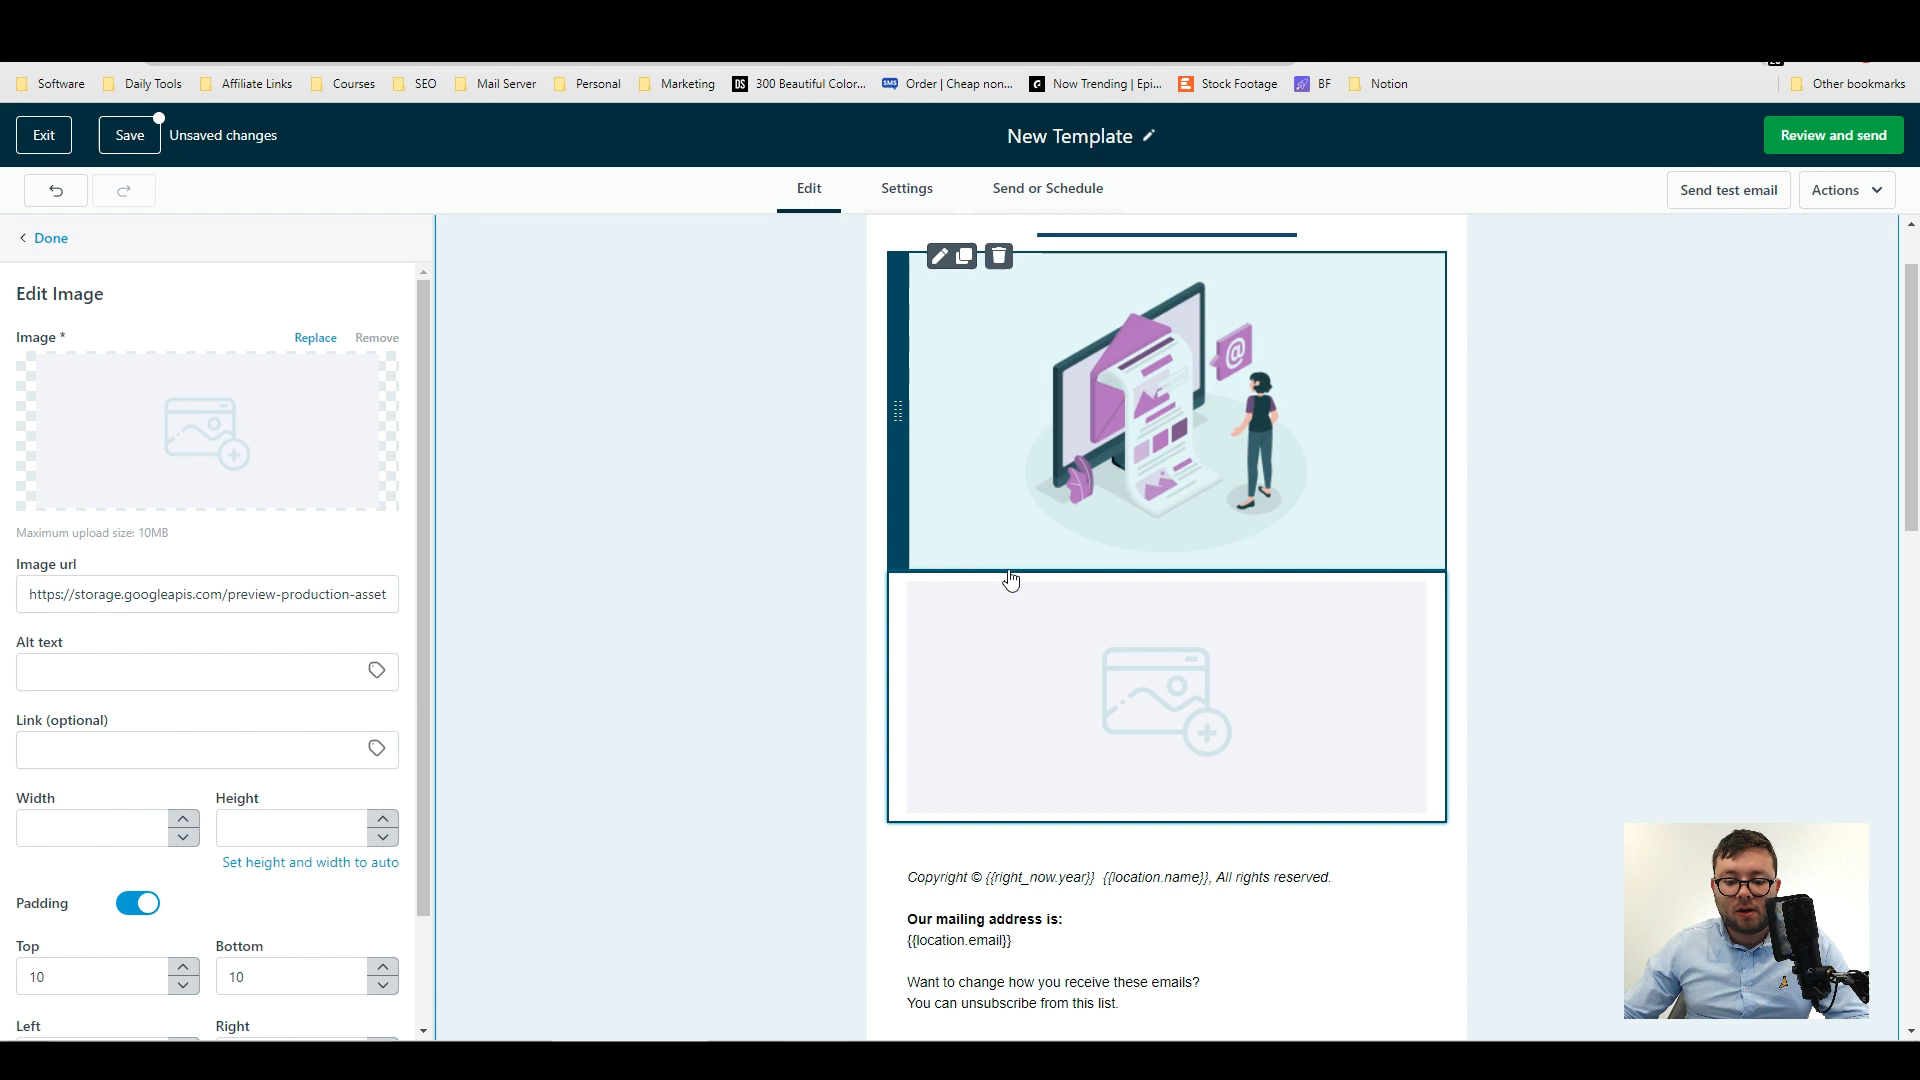 Software Daily Tools Affiliate Links Courses SEO Mail Server Personal Marketing DS 300 Beautiful Color... SMS Order | Cheap non... Now Trending | Epi... Stock Footage BF Notion Other bookmarks
Exit Save Unsaved changes New Template Review and send
Edit Settings Send or Schedule Send test email Actions
Done
Edit Image
Image * Replace Remove
Maximum upload size: 10MB
Image url
https://storage.googleapis.com/preview-production-asset
Alt text
Link (optional)
Width Height
Set height and width to auto
Padding
Top Bottom
10 10
Left Right
@
Copyright © {{right_now.year}} {{location.name}}, All rights reserved.
Our mailing address is:
{{location.email}}
Want to change how you receive these emails?
You can unsubscribe from this list.